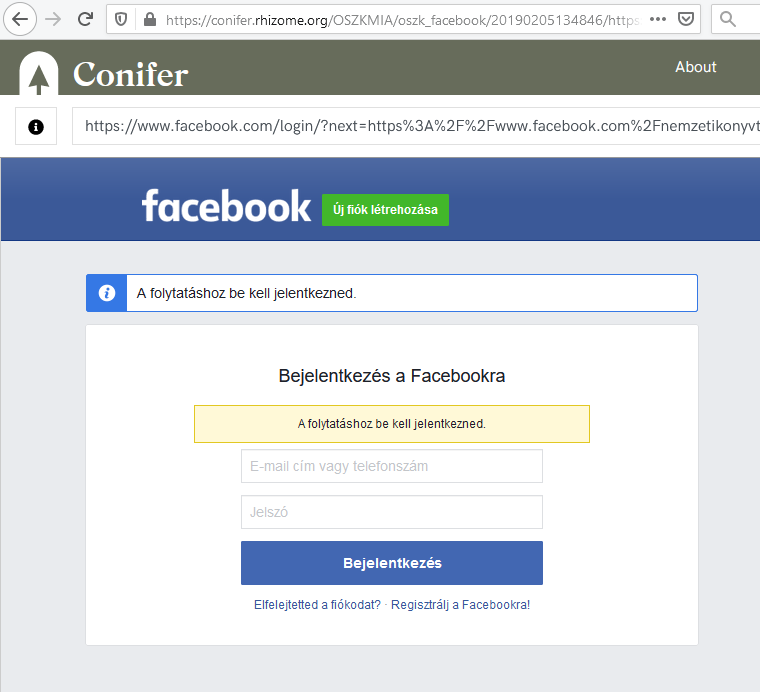 https://conifer.rhizome.org/OSZKMIA/oszk_facebook/20190205134846/https
Conifer
About
https://www.facebook.com/login/?next=https%3A%2F%2Fwww.facebook.com%2Fnemzetikonyvt
facebook
Új fiók létrehozása
A folytatáshoz be kell jelentkezned.
Bejelentkezés a Facebookra
A folytatáshoz be kell jelentkezned.
E-mail cím vagy telefonszám
Jelszó
Bejelentkezés
Elfelejtetted a fiókodat? · Regisztrálj a Facebookra!